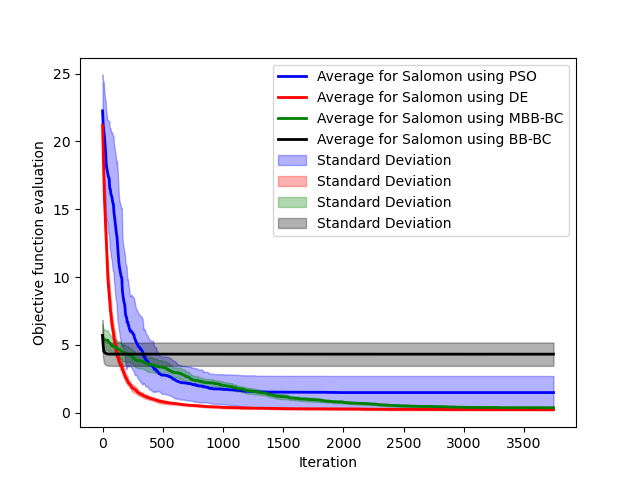 25
20
15
10
5
0
Objective function evaluation
Average for Salomon using PSO
Average for Salomon using DE
Average for Salomon using MBB-BC
Average for Salomon using BB-BC
Standard Deviation
Standard Deviation
Standard Deviation
Standard Deviation
0 500 1000 1500 2000 2500 3000 3500
Iteration